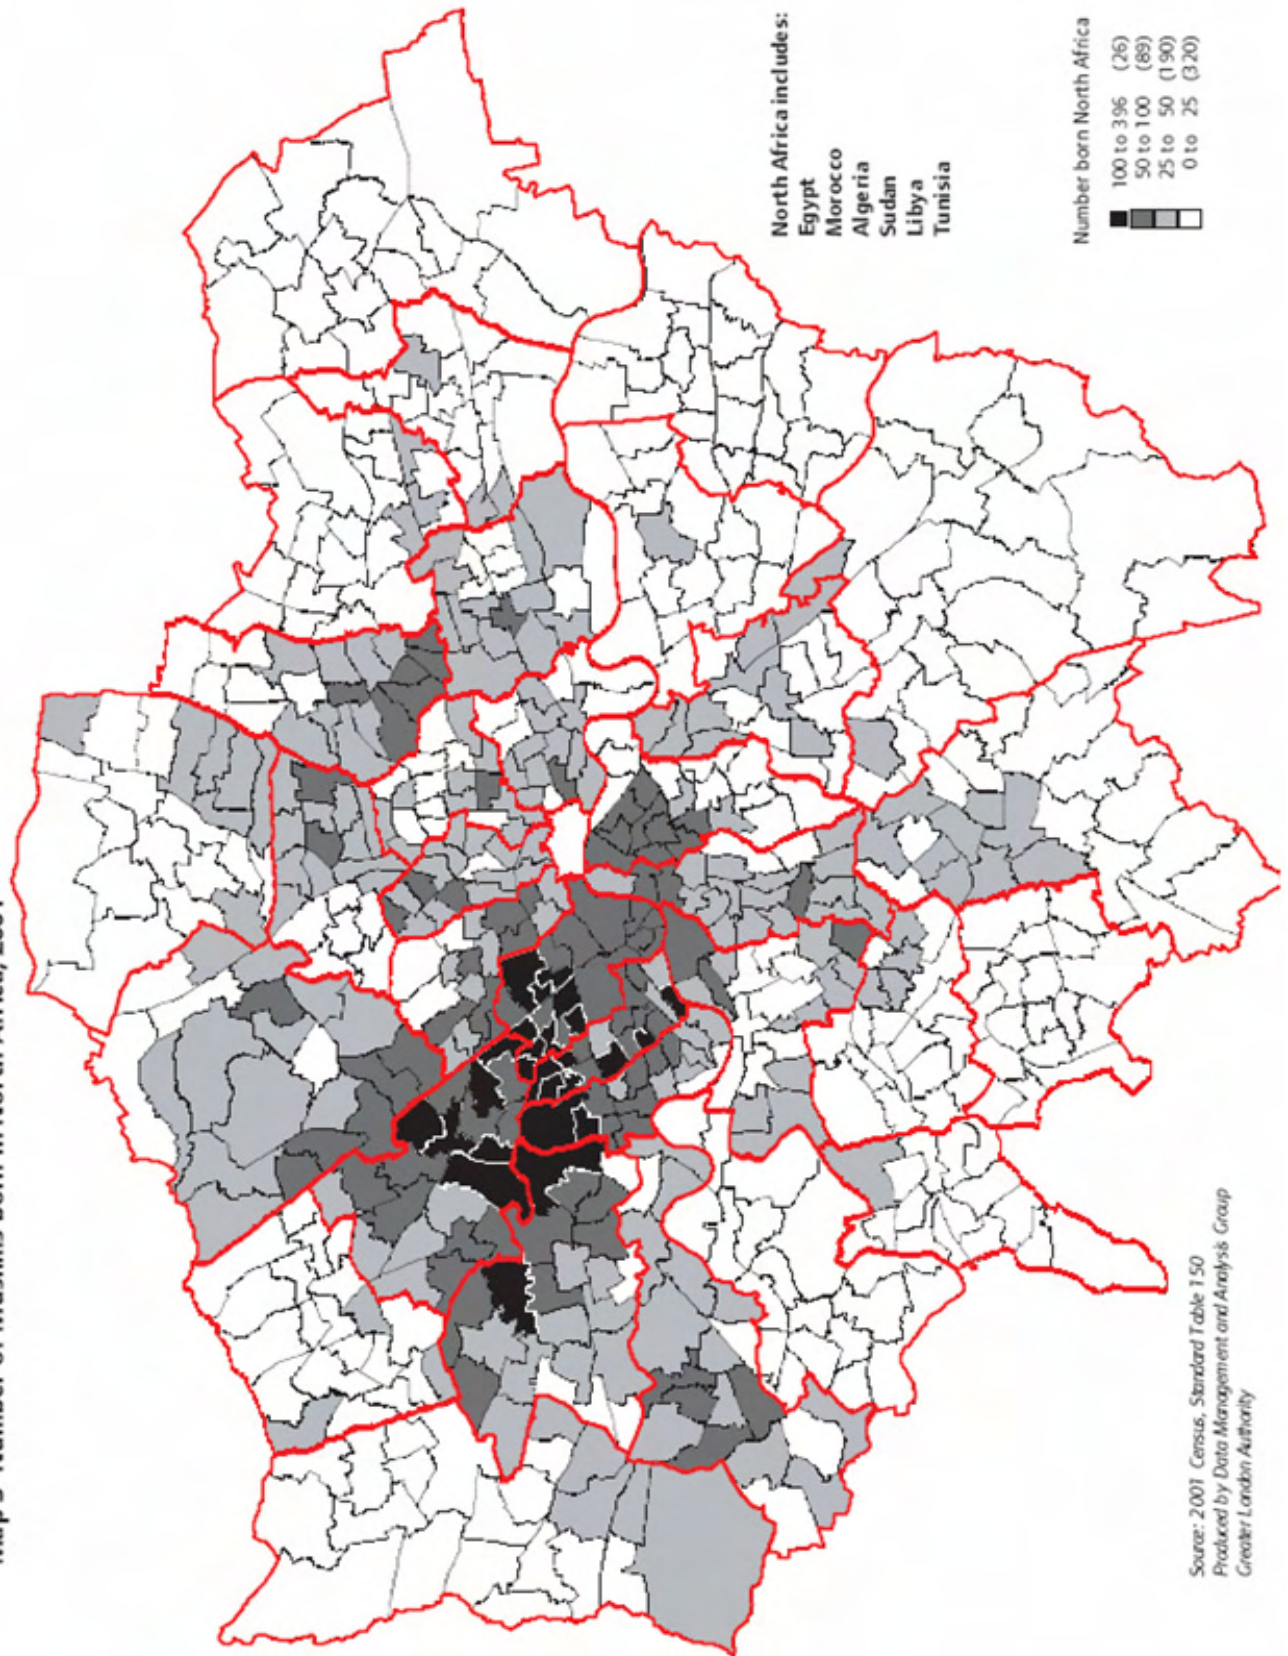 North Africa includes:
Egypt
Morocco
Algeria
Sudan
Libya
Tunisia
Number born North Africa
100 to 396 (26)
50 to 100 (89)
25 to 50 (190)
0 to 25 (320)
Source: 2001 Census, Standard Table 150
Produced by Data Management and Analysis Group
Greater London Authority